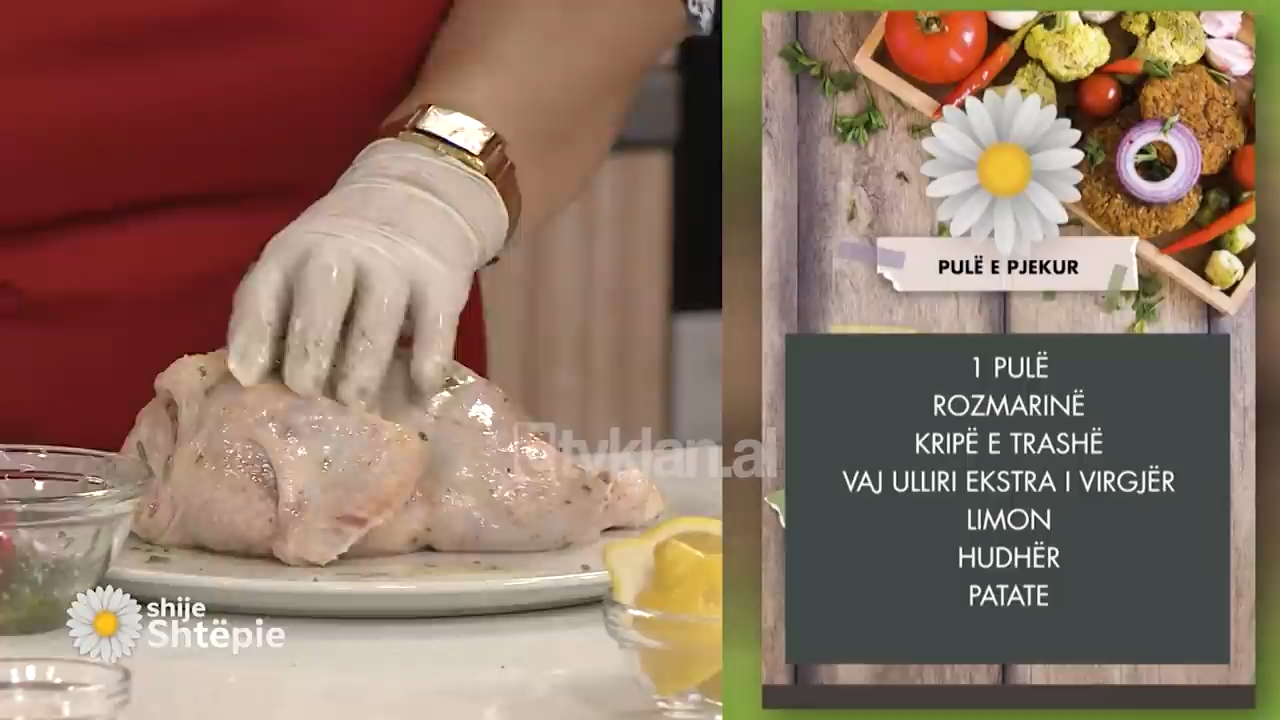 PULË E PJEKUR
1 PULË
ROZMARINË
KRIPË E TRASHË
VAJ ULLIRI EKSTRA I VIRGJËR
LIMON
HUDHËR
PATATE
tvklan.al
shije
Shtëpie